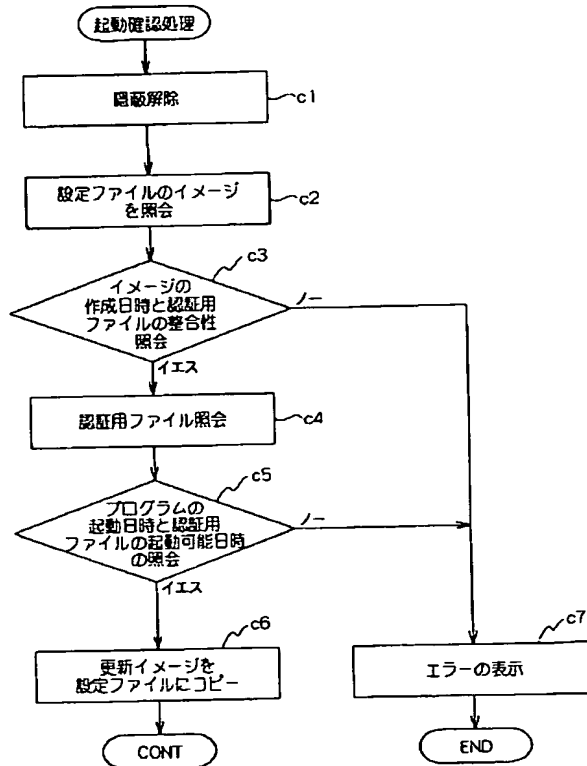 起動確認処理
隠蔽解除
c1
設定ファイルのイメージ
を照会
c2
c3
イメージの
作成日時と認証用
ファイルの整合性
照会
ノー
イエス
認証用ファイル照会
c4
c5
プログラムの
起動日時と認証用
ファイルの起動可能日時
の照会
ノー
イエス
c6
更新イメージを
設定ファイルにコピー
c7
エラーの表示
CONT
END